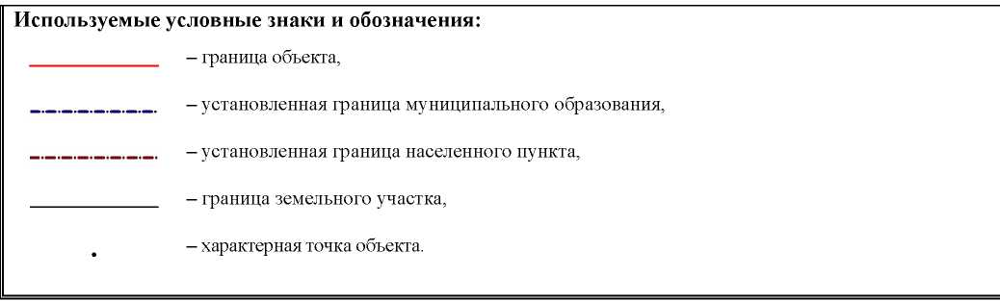 Используемые условные знаки и обозначения:
– граница объекта,
– установленная граница муниципального образования,
– установленная граница населенного пункта,
– граница земельного участка,
– характерная точка объекта.